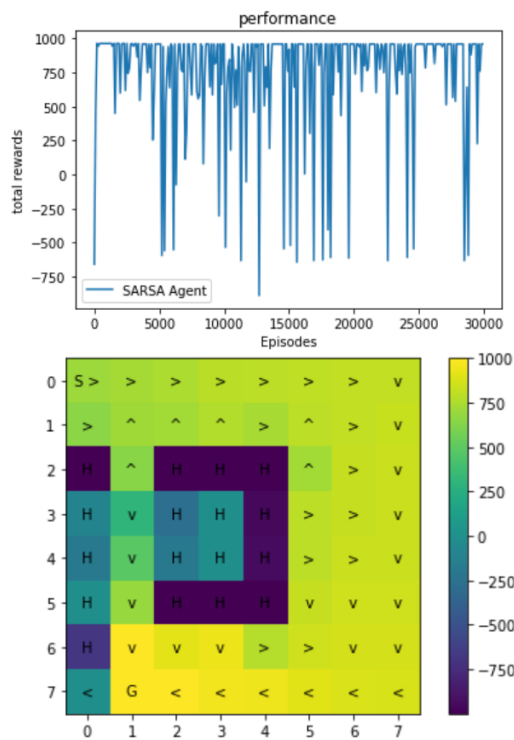 performance
1000
750
500
250
0
−250
−500
−750
total rewards
SARSA Agent
0 5000 10000 15000 20000 25000 30000
Episodes
0 S > > > > > > > v
1 > ^ ^ ^ > ^ > v
2 H ^ H H H ^ > v
3 H v H H H > > v
4 H v H H H > > v
5 H v H H H v v v
6 H v v v > > v v
7 < G < < < < < <
0 1 2 3 4 5 6 7
1000
750
500
250
0
−250
−500
−750